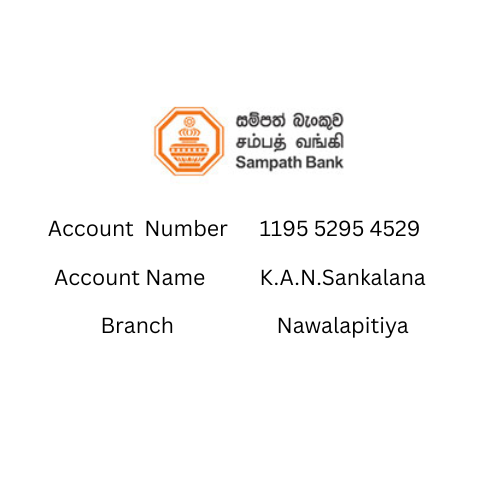 සම්පත් බැංකුව
சம்பத் வங்கி
Sampath Bank
Account Number 1195 5295 4529
Account Name K.A.N.Sankalana
Branch Nawalapitiya